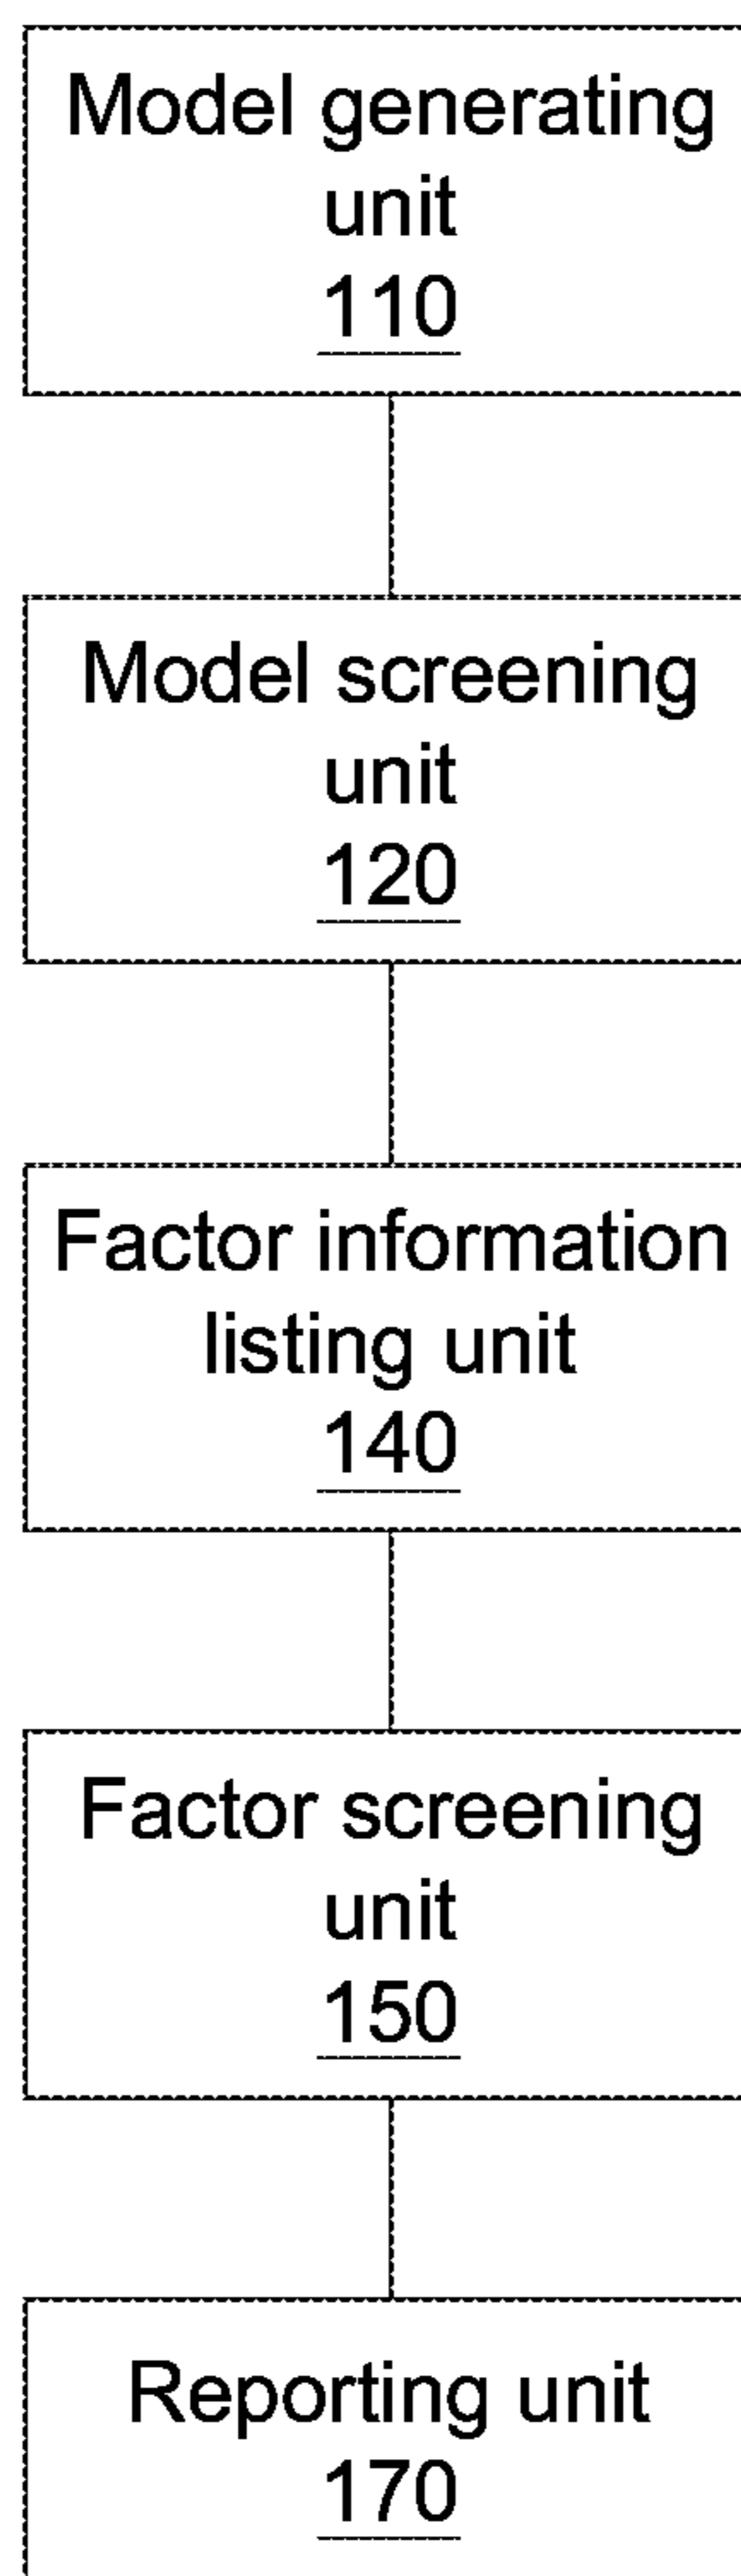 Model generating
unit
110
Model screening
unit
120
Factor information
listing unit
140
Factor screening
unit
150
Reporting unit
170